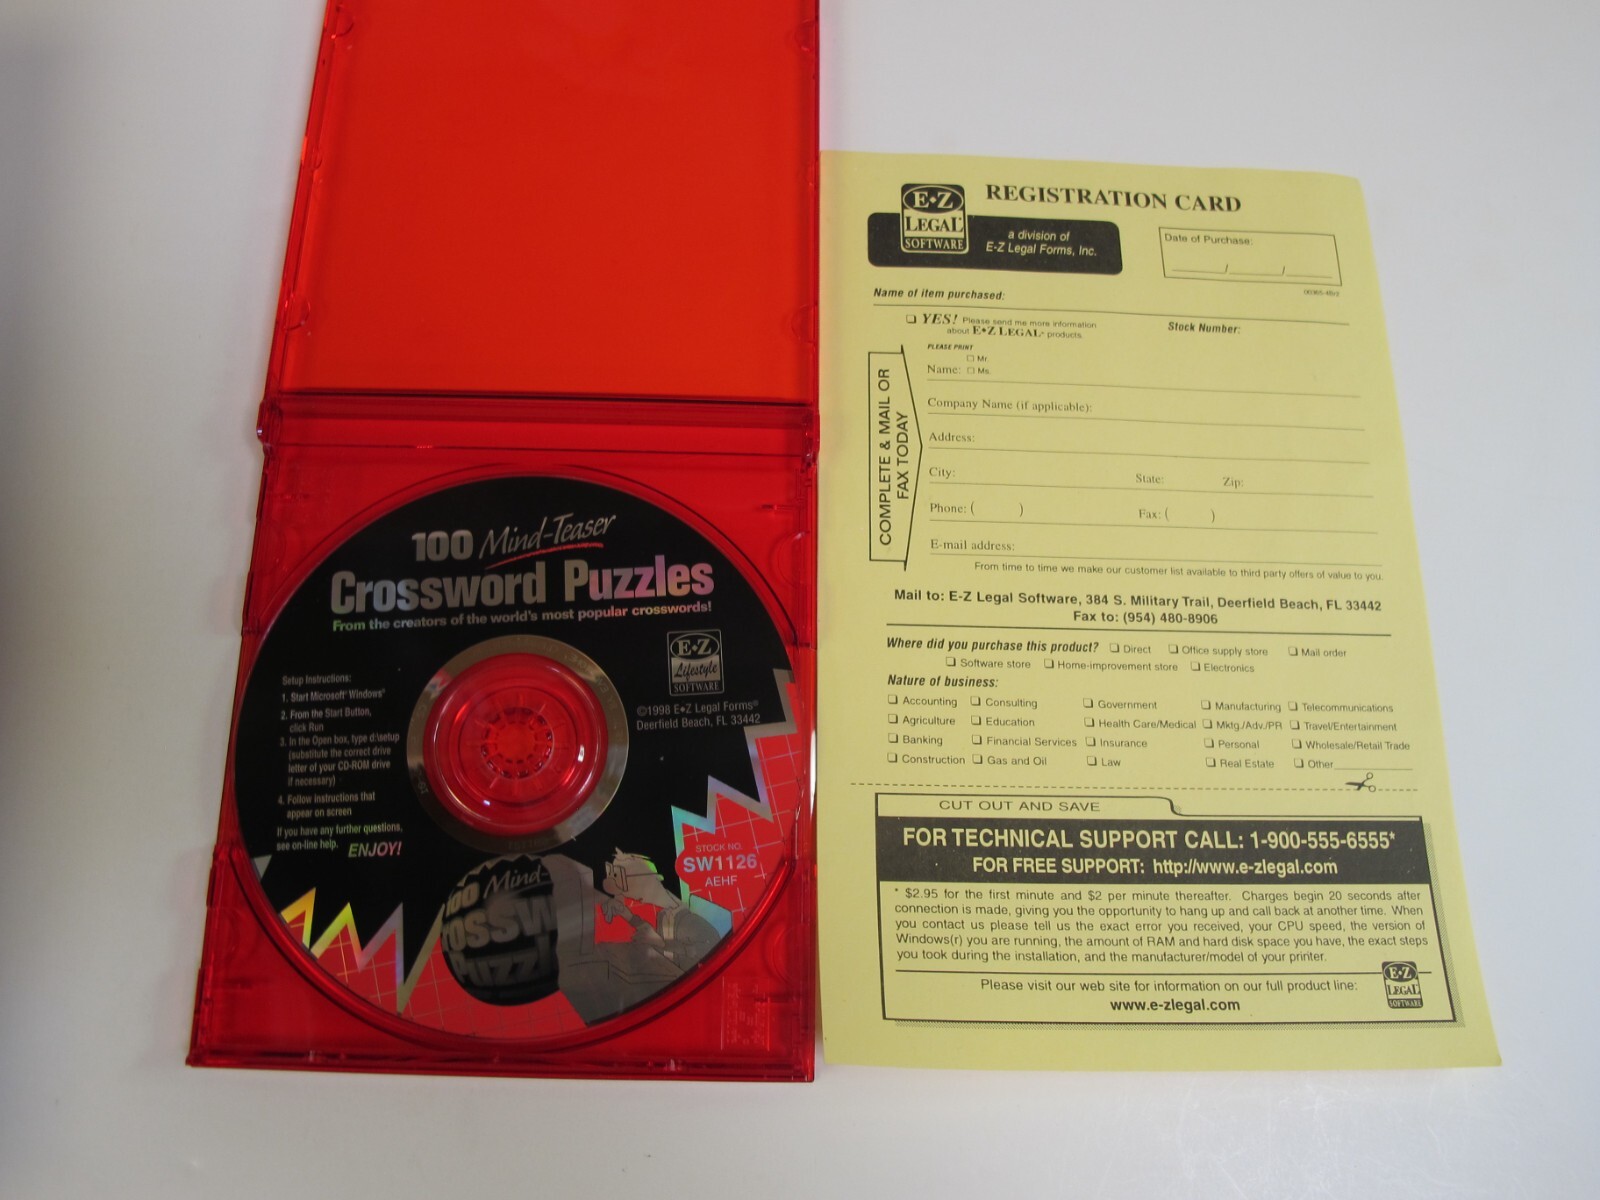 100 Mind-Teaser
Crossword Puzzles
From the creators of the world's most popular crosswords!
E•Z
Lifestyle
SOFTWARE
©1998 E•Z Legal Forms®
Deerfield Beach, FL 33442
Setup Instructions:
1. Start Microsoft® Windows®
2. From the Start Button,
click Run
3. In the Open box, type d:\setup
(substitute the correct drive
letter of your CD-ROM drive
if necessary)
4. Follow instructions that
appear on screen
If you have any further questions,
see on-line help.
ENJOY!
STOCK NO.
SW1126
AEHF
100 Mind-
E•Z
LEGAL®
SOFTWARE
REGISTRATION CARD
a division of
E-Z Legal Forms, Inc.
Date of Purchase:
Name of item purchased:
YES! Please send me more information
about E•Z LEGAL® products.
Stock Number:
PLEASE PRINT
Mr.
Name: Ms.
Company Name (if applicable):
Address:
City: State: Zip:
Phone: ( ) Fax: ( )
E-mail address:
COMPLETE & MAIL OR
FAX TODAY
From time to time we make our customer list available to third party offers of value to you.
Mail to: E-Z Legal Software, 384 S. Military Trail, Deerfield Beach, FL 33442
Fax to: (954) 480-8906
Where did you purchase this product? Direct Office supply store Mail order
Software store Home-improvement store Electronics
Nature of business:
Accounting Consulting Government Manufacturing Telecommunications
Agriculture Education Health Care/Medical Mktg./Adv./PR Travel/Entertainment
Banking Financial Services Insurance Personal Wholesale/Retail Trade
Construction Gas and Oil Law Real Estate Other
CUT OUT AND SAVE
FOR TECHNICAL SUPPORT CALL: 1-900-555-6555*
FOR FREE SUPPORT: http://www.e-zlegal.com
* $2.95 for the first minute and $2 per minute thereafter. Charges begin 20 seconds after
connection is made, giving you the opportunity to hang up and call back at another time. When
you contact us please tell us the exact error you received, your CPU speed, the version of
Windows(r) you are running, the amount of RAM and hard disk space you have, the exact steps
you took during the installation, and the manufacturer/model of your printer.
Please visit our web site for information on our full product line:
www.e-zlegal.com
E•Z
LEGAL
SOFTWARE